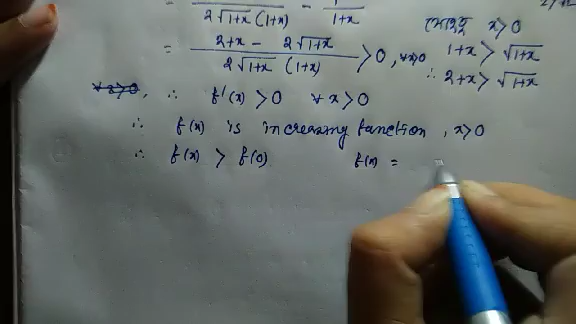 2√1+x (1+x) - 1/1+x
= 2+x - 2√1+x / 2√1+x (1+x) > 0, ∀x>0
x>0
1+x > √1+x
∴ 2+x > √1+x
∴ f'(x) > 0 ∀ x > 0
∴ f(x) is increasing function, x>0
∴ f(x) > f(0) f(x) =